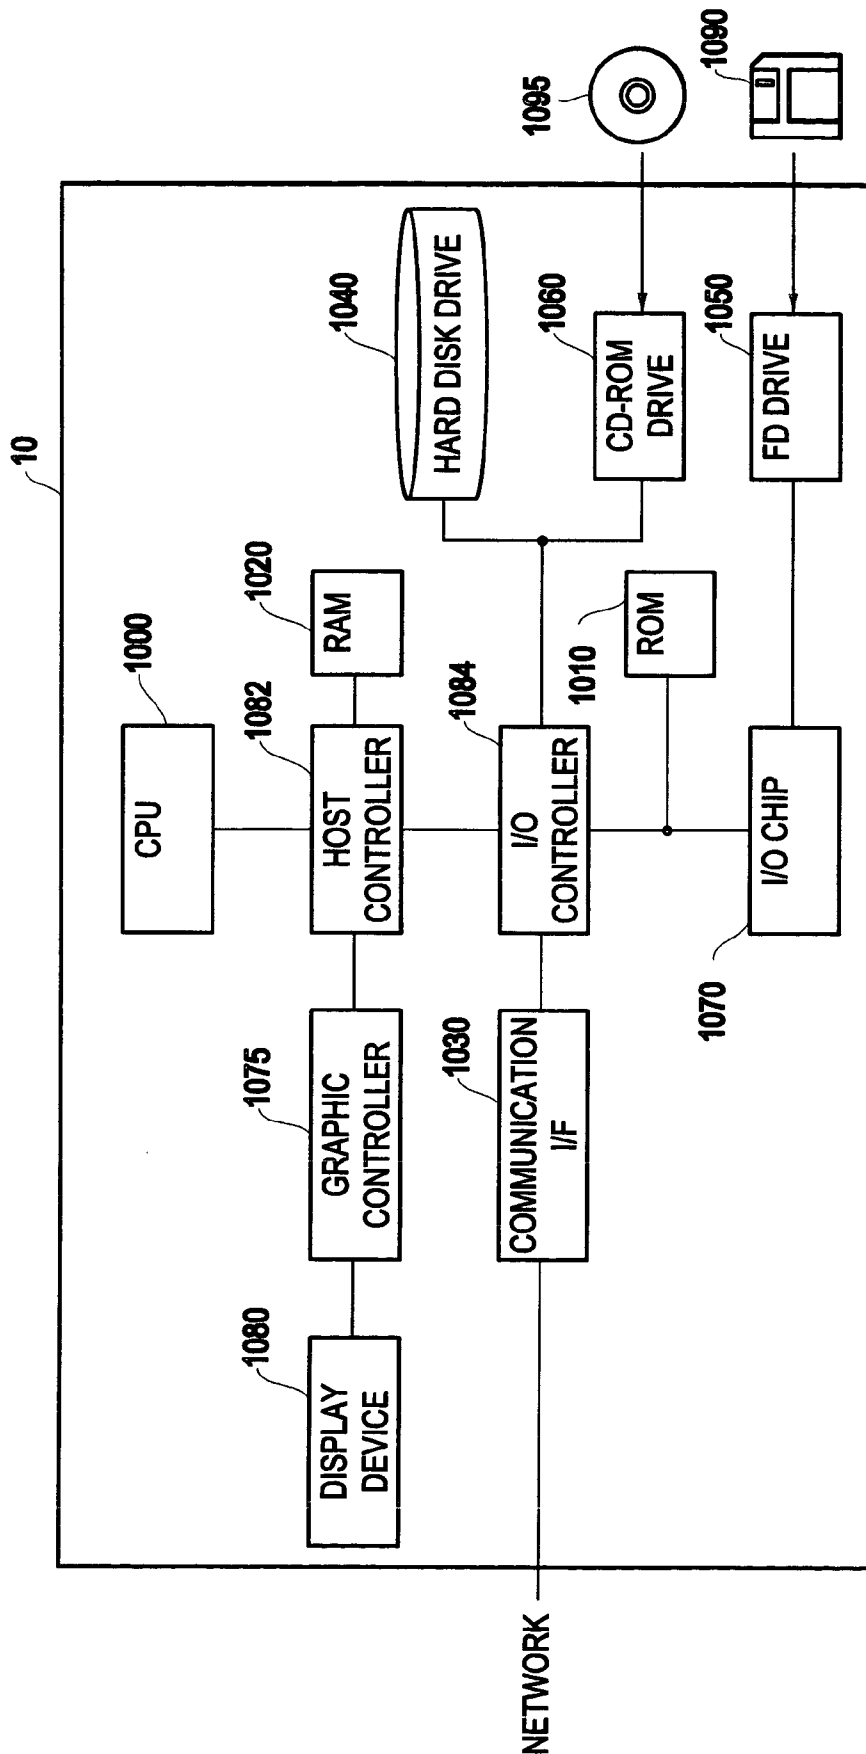 10
CPU
1000
DISPLAY
DEVICE
1080
GRAPHIC
CONTROLLER
1075
HOST
CONTROLLER
1082
RAM
1020
HARD DISK DRIVE
1040
NETWORK
COMMUNICATION
I/F
1030
I/O
CONTROLLER
1084
CD-ROM
DRIVE
1060
1095
ROM
1010
I/O CHIP
1070
FD DRIVE
1050
1090